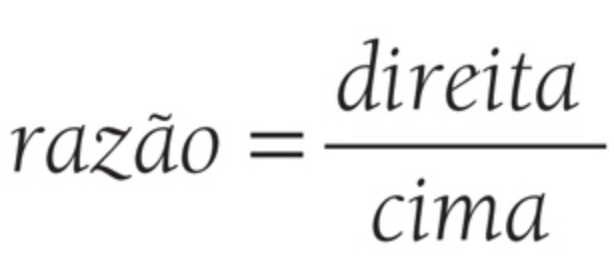 razão = direita
cima